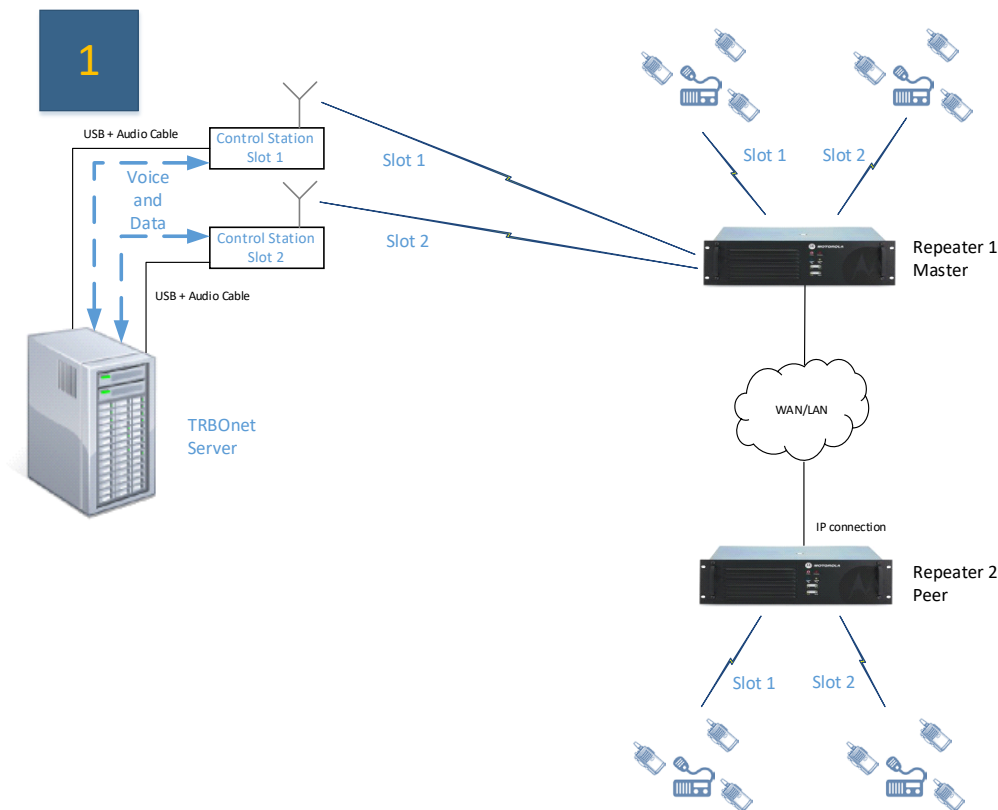 1
USB + Audio Cable
Control Station
Slot 1
Voice
and
Data
Control Station
Slot 2
USB + Audio Cable
TRBOnet
Server
Slot 1
Slot 2
Slot 1
Slot 2
MOTOROLA
Repeater 1
Master
WAN/LAN
IP connection
MOTOROLA
Repeater 2
Peer
Slot 1
Slot 2